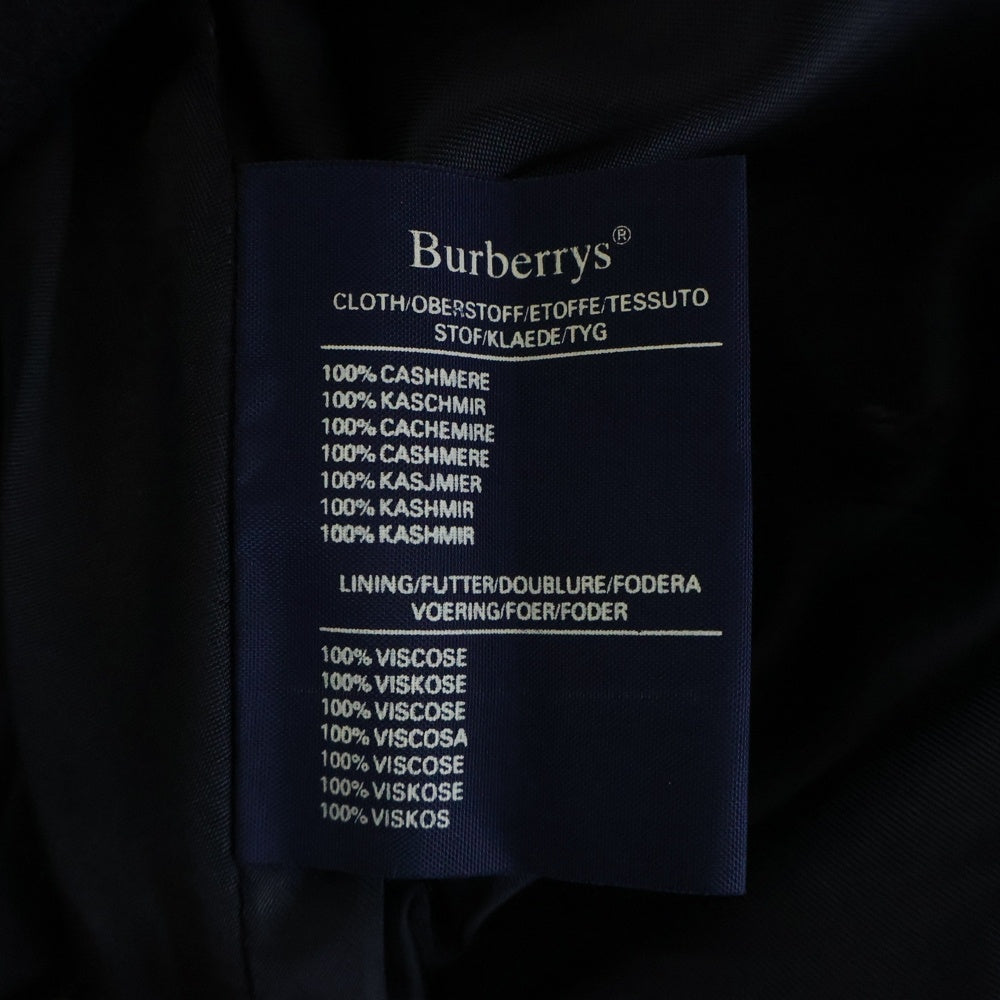 Burberrys®
CLOTH/OBERSTOFF/ETOFFE/TESSUTO
STOF/KLAEDE/TYG
100% CASHMERE
100% KASCHMIR
100% CACHEMIRE
100% CASHMERE
100% KASJMIER
100% KASHMIR
100% KASHMIR
LINING/FUTTER/DOUBLURE/FODERA
VOERING/FOER/FODER
100% VISCOSE
100% VISKOSE
100% VISCOSE
100% VISCOSA
100% VISCOSE
100% VISKOSE
100% VISKOS